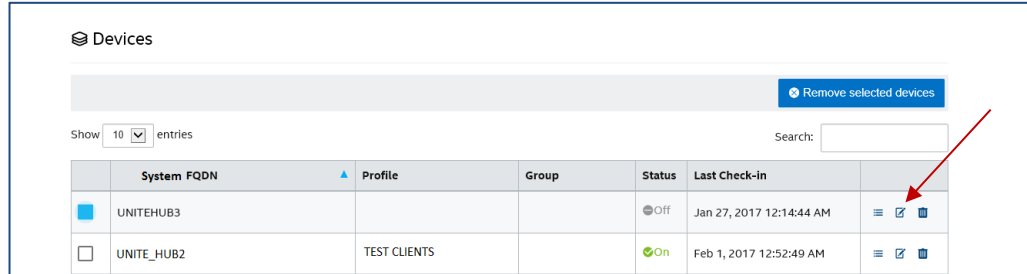 Devices
Remove selected devices
Show 10 entries Search:
System FQDN Profile Group Status Last Check-in
UNITEHUB3 Off Jan 27, 2017 12:14:44 AM
UNITE_HUB2 TEST CLIENTS On Feb 1, 2017 12:52:49 AM